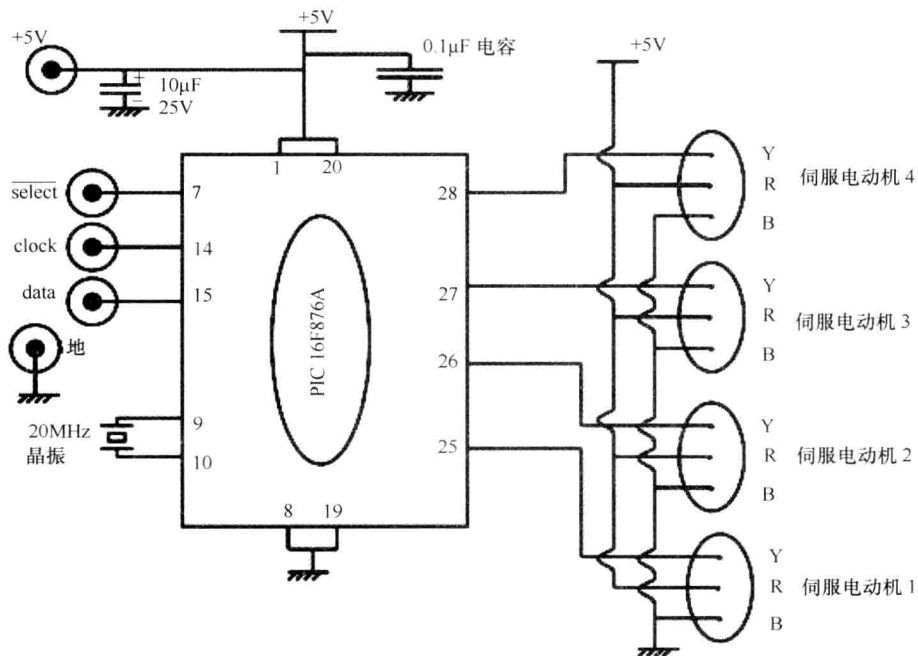 +5V
+5V
0.1μF 电容
+5V
+
10μF
−
25V
1
20
Y
R
伺服电动机 4
B
select
7
28
clock
14
data
15
27
Y
R
伺服电动机 3
B
地
PIC 16F876A
26
20MHz
晶振
9
10
25
Y
R
伺服电动机 2
B
8
19
Y
R
伺服电动机 1
B